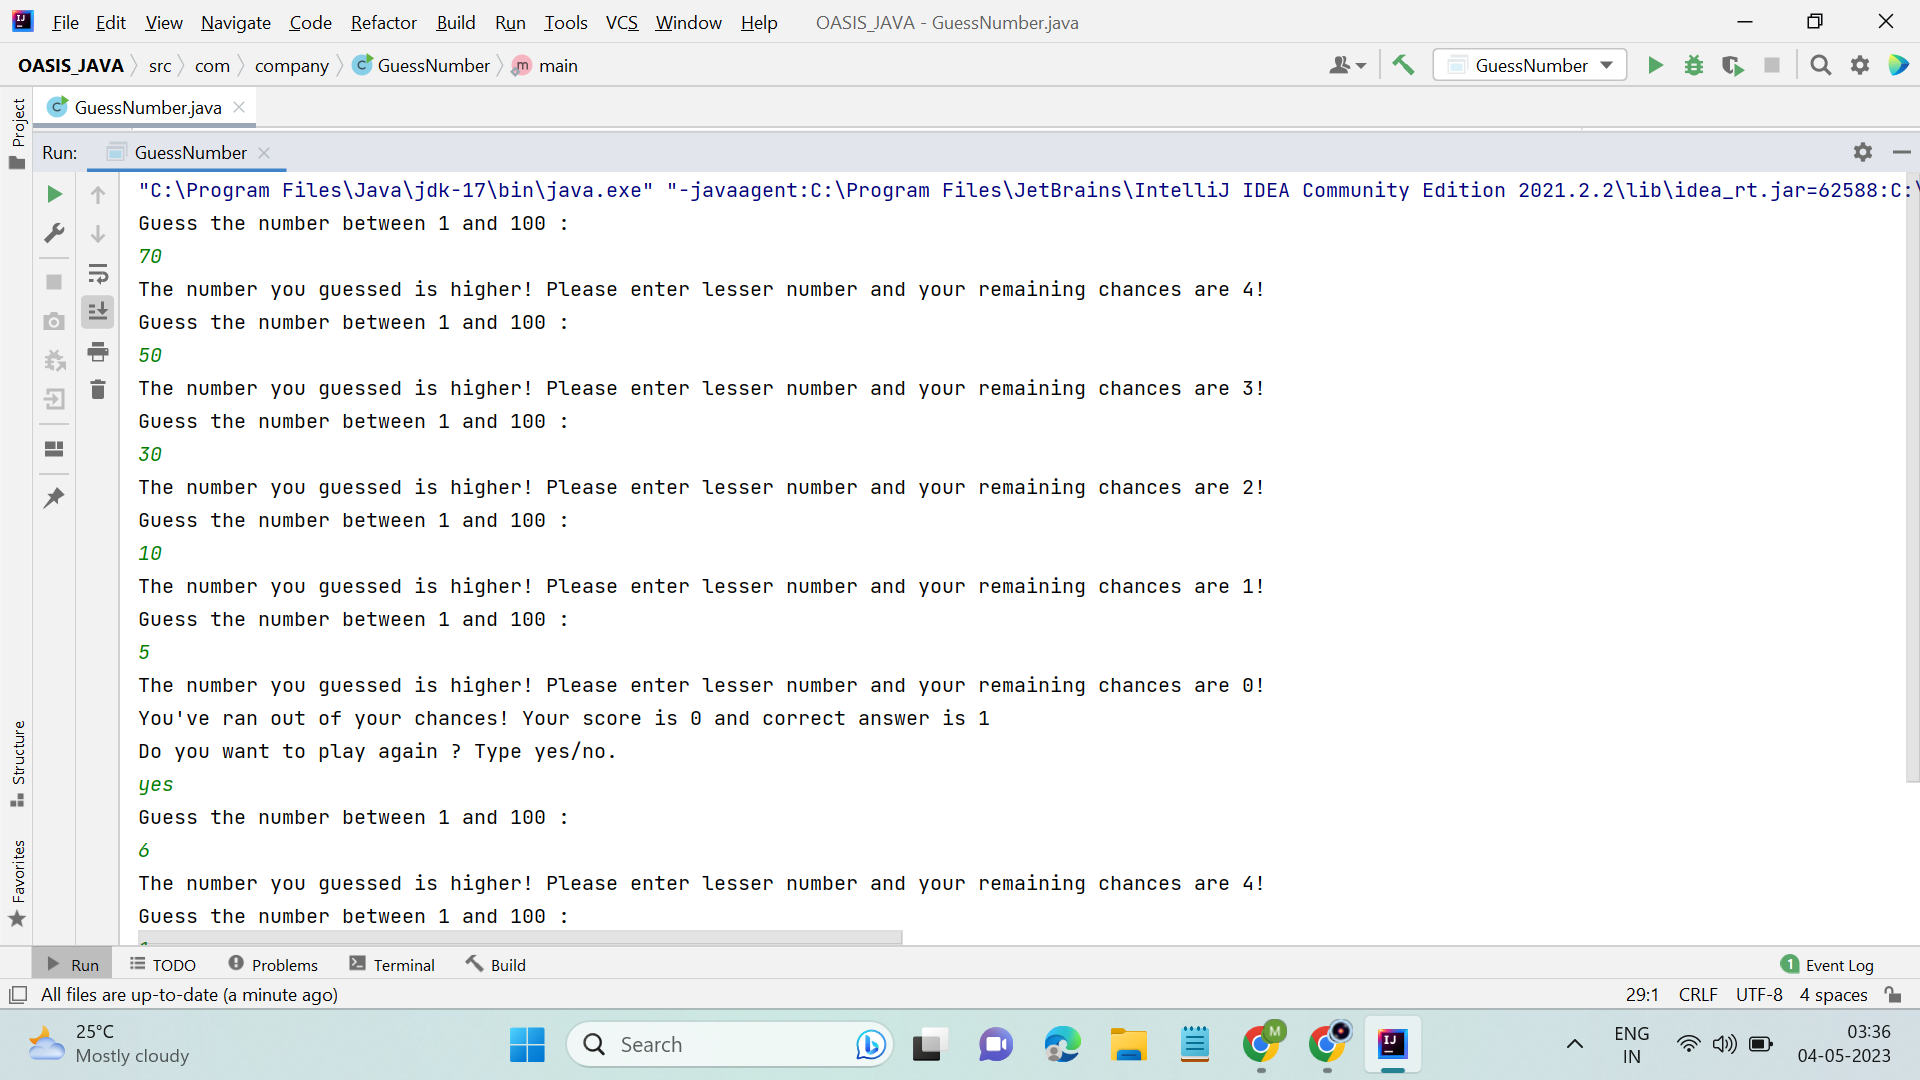 File Edit View Navigate Code Refactor Build Run Tools VCS Window Help OASIS_JAVA - GuessNumber.java
OASIS_JAVA src com company GuessNumber main GuessNumber
GuessNumber.java
Project
Run: GuessNumber
"C:\Program Files\Java\jdk-17\bin\java.exe" "-javaagent:C:\Program Files\JetBrains\IntelliJ IDEA Community Edition 2021.2.2\lib\idea_rt.jar=62588:C:\
Guess the number between 1 and 100 :
70
The number you guessed is higher! Please enter lesser number and your remaining chances are 4!
Guess the number between 1 and 100 :
50
The number you guessed is higher! Please enter lesser number and your remaining chances are 3!
Guess the number between 1 and 100 :
30
The number you guessed is higher! Please enter lesser number and your remaining chances are 2!
Guess the number between 1 and 100 :
10
The number you guessed is higher! Please enter lesser number and your remaining chances are 1!
Guess the number between 1 and 100 :
5
The number you guessed is higher! Please enter lesser number and your remaining chances are 0!
You've ran out of your chances! Your score is 0 and correct answer is 1
Do you want to play again ? Type yes/no.
yes
Guess the number between 1 and 100 :
6
The number you guessed is higher! Please enter lesser number and your remaining chances are 4!
Guess the number between 1 and 100 :
Structure
Favorites
Run TODO Problems Terminal Build 1 Event Log
All files are up-to-date (a minute ago) 29:1 CRLF UTF-8 4 spaces
25°C
Mostly cloudy
Search
M
IJ
ENG
IN
03:36
04-05-2023